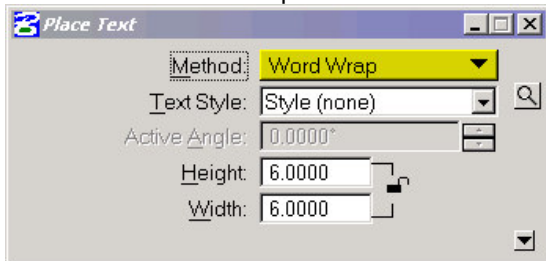 Place Text
Method: Word Wrap
Text Style: Style (none)
Active Angle: 0.0000°
Height: 6.0000
Width: 6.0000